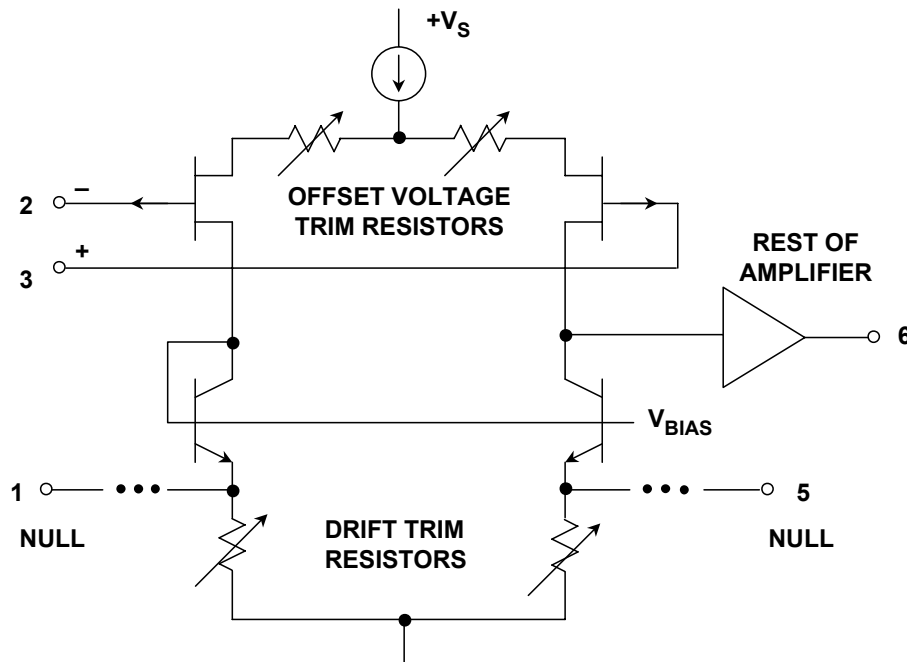 +VS
2 –
OFFSET VOLTAGE
TRIM RESISTORS
3 +
REST OF
AMPLIFIER
6
VBIAS
1
5
NULL
DRIFT TRIM
RESISTORS
NULL